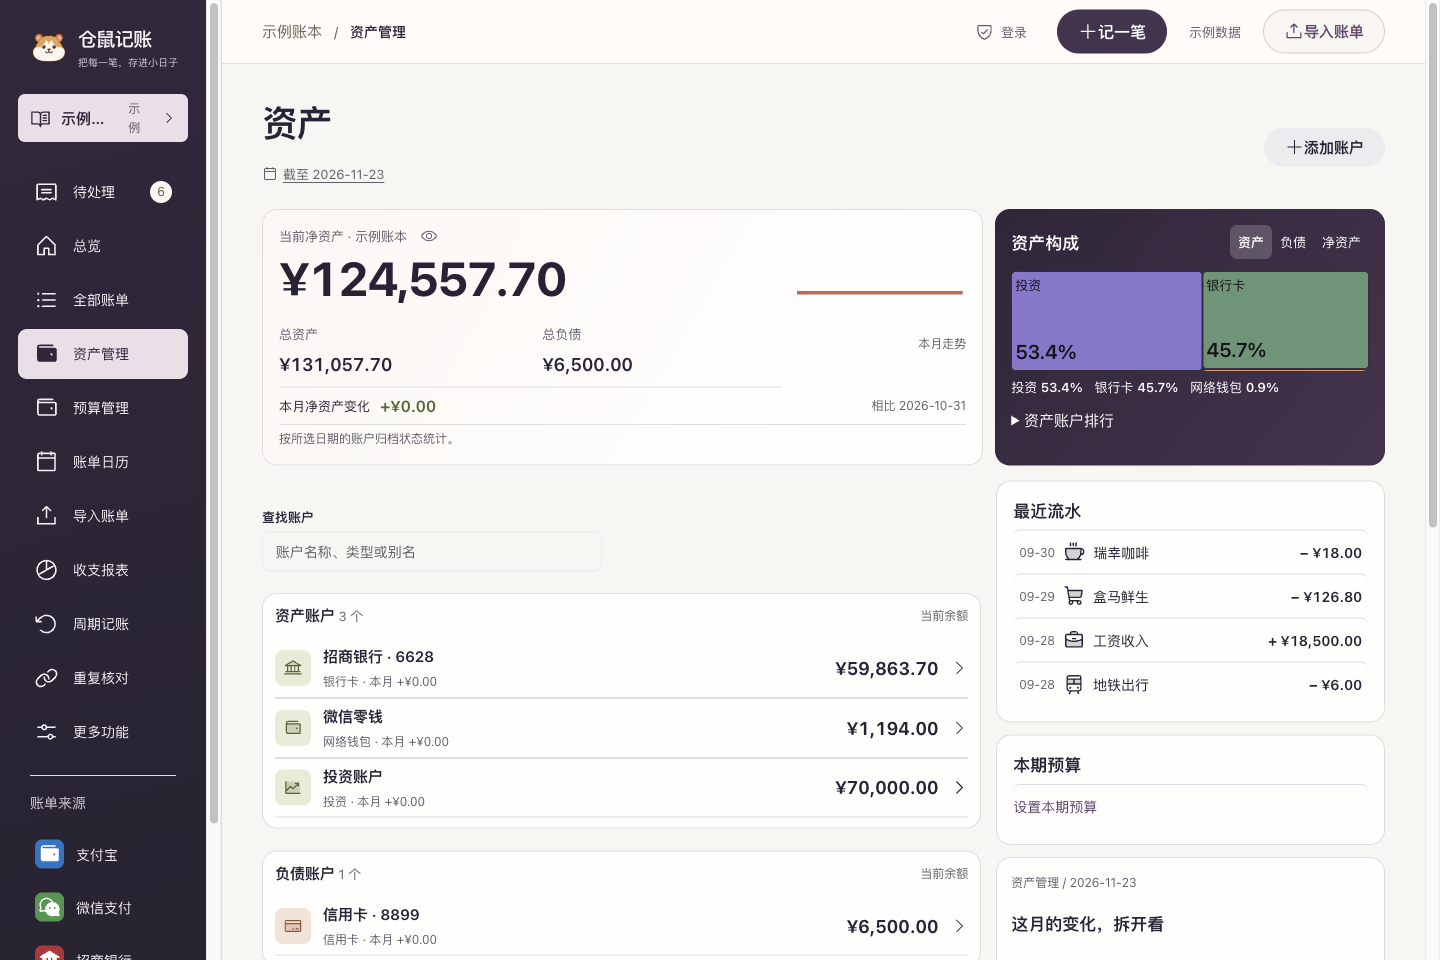 仓鼠记账
把每一笔，存进小日子
示例...
示例
待处理
6
总览
全部账单
资产管理
预算管理
账单日历
导入账单
收支报表
周期记账
重复核对
更多功能
账单来源
支付宝
微信支付
招商银行
示例账本 / 资产管理
登录
记一笔
示例数据
导入账单
资产
截至 2026-11-23
添加账户
当前净资产 · 示例账本
¥124,557.70
总资产
¥131,057.70
总负债
¥6,500.00
本月走势
本月净资产变化 +¥0.00
相比 2026-10-31
按所选日期的账户归档状态统计。
资产构成
资产
负债
净资产
投资
53.4%
银行卡
45.7%
投资 53.4% 银行卡 45.7% 网络钱包 0.9%
资产账户排行
查找账户
账户名称、类型或别名
资产账户 3 个
当前余额
招商银行 · 6628
银行卡 · 本月 +¥0.00
¥59,863.70
微信零钱
网络钱包 · 本月 +¥0.00
¥1,194.00
投资账户
投资 · 本月 +¥0.00
¥70,000.00
负债账户 1 个
当前余额
信用卡 · 8899
信用卡 · 本月 +¥0.00
¥6,500.00
最近流水
09-30 瑞幸咖啡 − ¥18.00
09-29 盒马鲜生 − ¥126.80
09-28 工资收入 + ¥18,500.00
09-28 地铁出行 − ¥6.00
本期预算
设置本期预算
资产管理 / 2026-11-23
这月的变化，拆开看